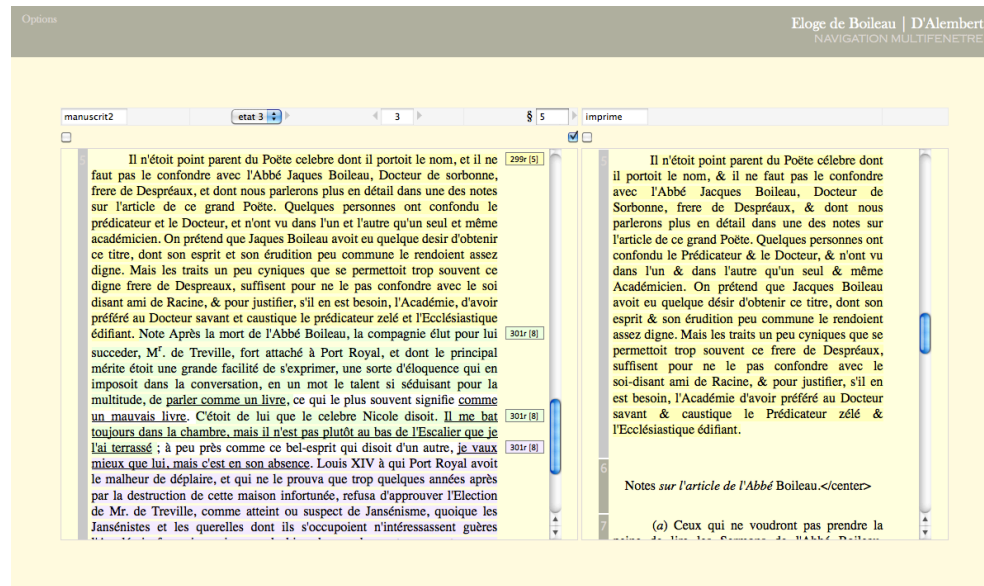 Options
Eloge de Boileau | D'Alembert
NAVIGATION MULTIFENETRE
manuscrit2
etat 3
3
§ 5
imprime
5
Il n'étoit point parent du Poëte celebre dont il portoit le nom, et il ne
faut pas le confondre avec l'Abbé Jaques Boileau, Docteur de sorbonne,
frere de Despréaux, et dont nous parlerons plus en détail dans une des notes
sur l'article de ce grand Poëte. Quelques personnes ont confondu le
prédicateur et le Docteur, et n'ont vu dans l'un et l'autre qu'un seul et même
académicien. On prétend que Jaques Boileau avoit eu quelque desir d'obtenir
ce titre, dont son esprit et son érudition peu commune le rendoient assez
digne. Mais les traits un peu cyniques que se permettoit trop souvent ce
digne frere de Despreaux, suffisent pour ne le pas confondre avec le soi
disant ami de Racine, & pour justifier, s'il en est besoin, l'Académie, d'avoir
préféré au Docteur savant et caustique le prédicateur zelé et l'Ecclésiastique
édifiant. Note Après la mort de l'Abbé Boileau, la compagnie élut pour lui
succeder, Mr. de Treville, fort attaché à Port Royal, et dont le principal
mérite étoit une grande facilité de s'exprimer, une sorte d'éloquence qui en
imposoit dans la conversation, en un mot le talent si séduisant pour la
multitude, de parler comme un livre, ce qui le plus souvent signifie comme
un mauvais livre. C'étoit de lui que le celebre Nicole disoit. Il me bat
toujours dans la chambre, mais il n'est pas plutôt au bas de l'Escalier que je
l'ai terrassé ; à peu près comme ce bel-esprit qui disoit d'un autre, je vaux
mieux que lui, mais c'est en son absence. Louis XIV à qui Port Royal avoit
le malheur de déplaire, et qui ne le prouva que trop quelques années après
par la destruction de cette maison infortunée, refusa d'approuver l'Election
de Mr. de Treville, comme atteint ou suspect de Jansénisme, quoique les
Jansénistes et les querelles dont ils s'occupoient n'intéressassent guères
299r [5]
301r [8]
301r [8]
301r [8]
5
Il n'étoit point parent du Poëte célebre dont
il portoit le nom, & il ne faut pas le confondre
avec l'Abbé Jacques Boileau, Docteur de
Sorbonne, frere de Despréaux, & dont nous
parlerons plus en détail dans une des notes sur
l'article de ce grand Poëte. Quelques personnes ont
confondu le Prédicateur & le Docteur, & n'ont vu
dans l'un & dans l'autre qu'un seul & même
Académicien. On prétend que Jacques Boileau
avoit eu quelque désir d'obtenir ce titre, dont son
esprit & son érudition peu commune le rendoient
assez digne. Mais les traits un peu cyniques que se
permettoit trop souvent ce frere de Despréaux,
suffisent pour ne le pas confondre avec le
soi-disant ami de Racine, & pour justifier, s'il en
est besoin, l'Académie d'avoir préféré au Docteur
savant & caustique le Prédicateur zélé &
l'Ecclésiastique édifiant.
6
Notes sur l'article de l'Abbé Boileau.</center>
7
(a) Ceux qui ne voudront pas prendre la
peine de lire les Sermons de l'Abbé Boileau,